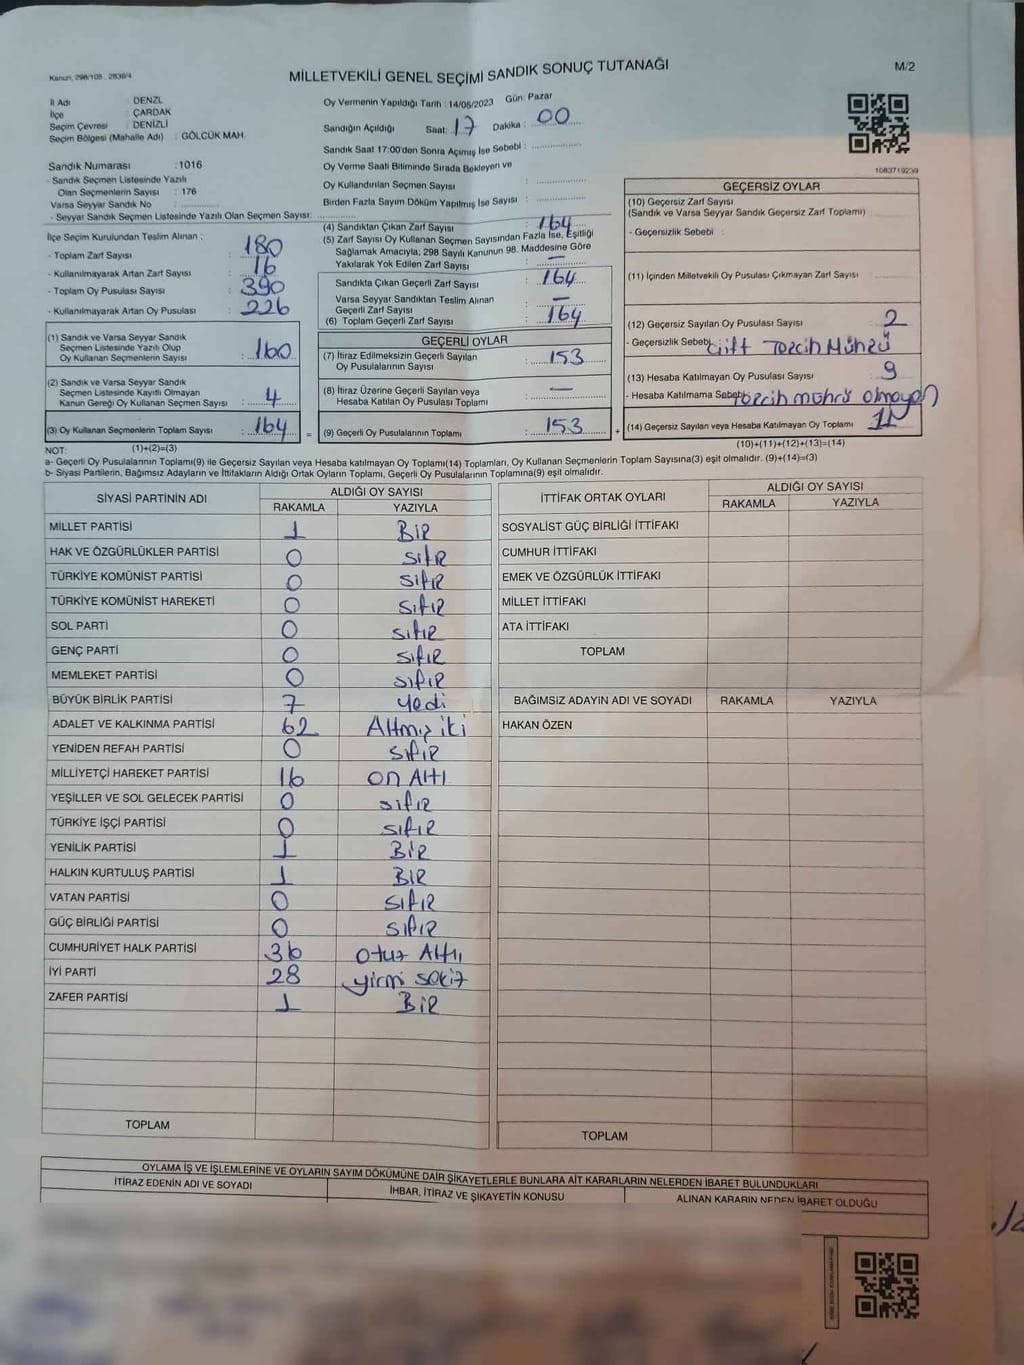 Kanun: 298/105 , 2839/4
MİLLETVEKİLİ GENEL SEÇİMİ SANDIK SONUÇ TUTANAĞI
M/2
İl Adı : DENZL
İlçe : ÇARDAK
Seçim Çevresi : DENİZLİ
Seçim Bölgesi (Mahalle Adı) : GÖLCÜK MAH.
Sandık Numarası : 1016
- Sandık Seçmen Listesinde Yazılı
Olan Seçmenlerin Sayısı : 176
Varsa Seyyar Sandık No :
- Seyyar Sandık Seçmen Listesinde Yazılı Olan Seçmen Sayısı:
Oy Vermenin Yapıldığı Tarih : 14/05/2023 Gün: Pazar
Sandığın Açıldığı Saat: 17 Dakika : 00
Sandık Saat 17:00'den Sonra Açımış İse Sebebi :
Oy Verme Saati Bitiminde Sırada Bekleyen ve
Oy Kullandırılan Seçmen Sayısı :
Birden Fazla Sayım Döküm Yapılmış İse Sayısı :
1083719239
İlçe Seçim Kurulundan Teslim Alınan ;
- Toplam Zarf Sayısı : 180
- Kullanılmayarak Artan Zarf Sayısı : 16
- Toplam Oy Pusulası Sayısı : 390
- Kullanılmayarak Artan Oy Pusulası : 226
(1) Sandık ve Varsa Seyyar Sandık
Seçmen Listesinde Yazılı Olup
Oy Kullanan Seçmenlerin Sayısı : 160
(2) Sandık ve Varsa Seyyar Sandık
Seçmen Listesinde Kayıtlı Olmayan
Kanun Gereği Oy Kullanan Seçmen Sayısı : 4
(3) Oy Kullanan Seçmenlerin Toplam Sayısı : 164
(4) Sandıktan Çıkan Zarf Sayısı : 164
(5) Zarf Sayısı Oy Kullanan Seçmen Sayısından Fazla İse, Eşitliği
Sağlamak Amacıyla; 298 Sayılı Kanunun 98. Maddesine Göre
Yakılarak Yok Edilen Zarf Sayısı : —
Sandıkta Çıkan Geçerli Zarf Sayısı : 164
Varsa Seyyar Sandıktan Teslim Alınan
Geçerli Zarf Sayısı : —
(6) Toplam Geçerli Zarf Sayısı : 164
GEÇERLİ OYLAR
(7) İtiraz Edilmeksizin Geçerli Sayılan
Oy Pusulalarının Sayısı : 153
(8) İtiraz Üzerine Geçerli Sayılan veya
Hesaba Katılan Oy Pusulası Toplamı : —
= (9) Geçerli Oy Pusulalarının Toplamı : 153 +
GEÇERSİZ OYLAR
(10) Geçersiz Zarf Sayısı
(Sandık ve Varsa Seyyar Sandık Geçersiz Zarf Toplamı)
- Geçersizlik Sebebi :
(11) İçinden Milletvekili Oy Pusulası Çıkmayan Zarf Sayısı
(12) Geçersiz Sayılan Oy Pusulası Sayısı 2
- Geçersizlik Sebebi: Çift Tercih Mührü
(13) Hesaba Katılmayan Oy Pusulası Sayısı 9
- Hesaba Katılmama Sebebi: Tercih mührü olmayan
(14) Geçersiz Sayılan veya Hesaba Katılmayan Oy Toplamı 11
NOT: (1)+(2)=(3)
(10)+(11)+(12)+(13)=(14)
a- Geçerli Oy Pusulalarının Toplamı(9) ile Geçersiz Sayılan veya Hesaba katılmayan Oy Toplamı(14) Toplamları, Oy Kullanan Seçmenlerin Toplam Sayısına(3) eşit olmalıdır. (9)+(14)=(3)
b- Siyasi Partilerin, Bağımsız Adayların ve İttifakların Aldığı Ortak Oyların Toplamı, Geçerli Oy Pusulalarının Toplamına(9) eşit olmalıdır.
SİYASİ PARTİNİN ADI ALDIĞI OY SAYISI
RAKAMLA YAZIYLA
MİLLET PARTİSİ 1 BİR
HAK VE ÖZGÜRLÜKLER PARTİSİ 0 sıfır
TÜRKİYE KOMÜNİST PARTİSİ 0 sıfır
TÜRKİYE KOMÜNİST HAREKETİ 0 sıfır
SOL PARTİ 0 sıfır
GENÇ PARTİ 0 sıfır
MEMLEKET PARTİSİ 0 sıfır
BÜYÜK BİRLİK PARTİSİ 7 yedi
ADALET VE KALKINMA PARTİSİ 62 Altmış iki
YENİDEN REFAH PARTİSİ 0 sıfır
MİLLİYETÇİ HAREKET PARTİSİ 16 on Altı
YEŞİLLER VE SOL GELECEK PARTİSİ 0 sıfır
TÜRKİYE İŞÇİ PARTİSİ 0 sıfır
YENİLİK PARTİSİ 1 BİR
HALKIN KURTULUŞ PARTİSİ 1 BİR
VATAN PARTİSİ 0 sıfır
GÜÇ BİRLİĞİ PARTİSİ 0 sıfır
CUMHURİYET HALK PARTİSİ 36 otuz Altı
İYİ PARTİ 28 yirmi sekiz
ZAFER PARTİSİ 1 BİR
TOPLAM
İTTİFAK ORTAK OYLARI ALDIĞI OY SAYISI
RAKAMLA YAZIYLA
SOSYALİST GÜÇ BİRLİĞİ İTTİFAKI
CUMHUR İTTİFAKI
EMEK VE ÖZGÜRLÜK İTTİFAKI
MİLLET İTTİFAKI
ATA İTTİFAKI
TOPLAM
BAĞIMSIZ ADAYIN ADI VE SOYADI RAKAMLA YAZIYLA
HAKAN ÖZEN
TOPLAM
OYLAMA İŞ VE İŞLEMLERİNE VE OYLARIN SAYIM DÖKÜMÜNE DAİR ŞİKAYETLERLE BUNLARA AİT KARARLARIN NELERDEN İBARET BULUNDUKLARI
İTİRAZ EDENİN ADI VE SOYADI
İHBAR, İTİRAZ VE ŞİKAYETİN KONUSU
ALINAN KARARIN NEDEN İBARET OLDUĞU